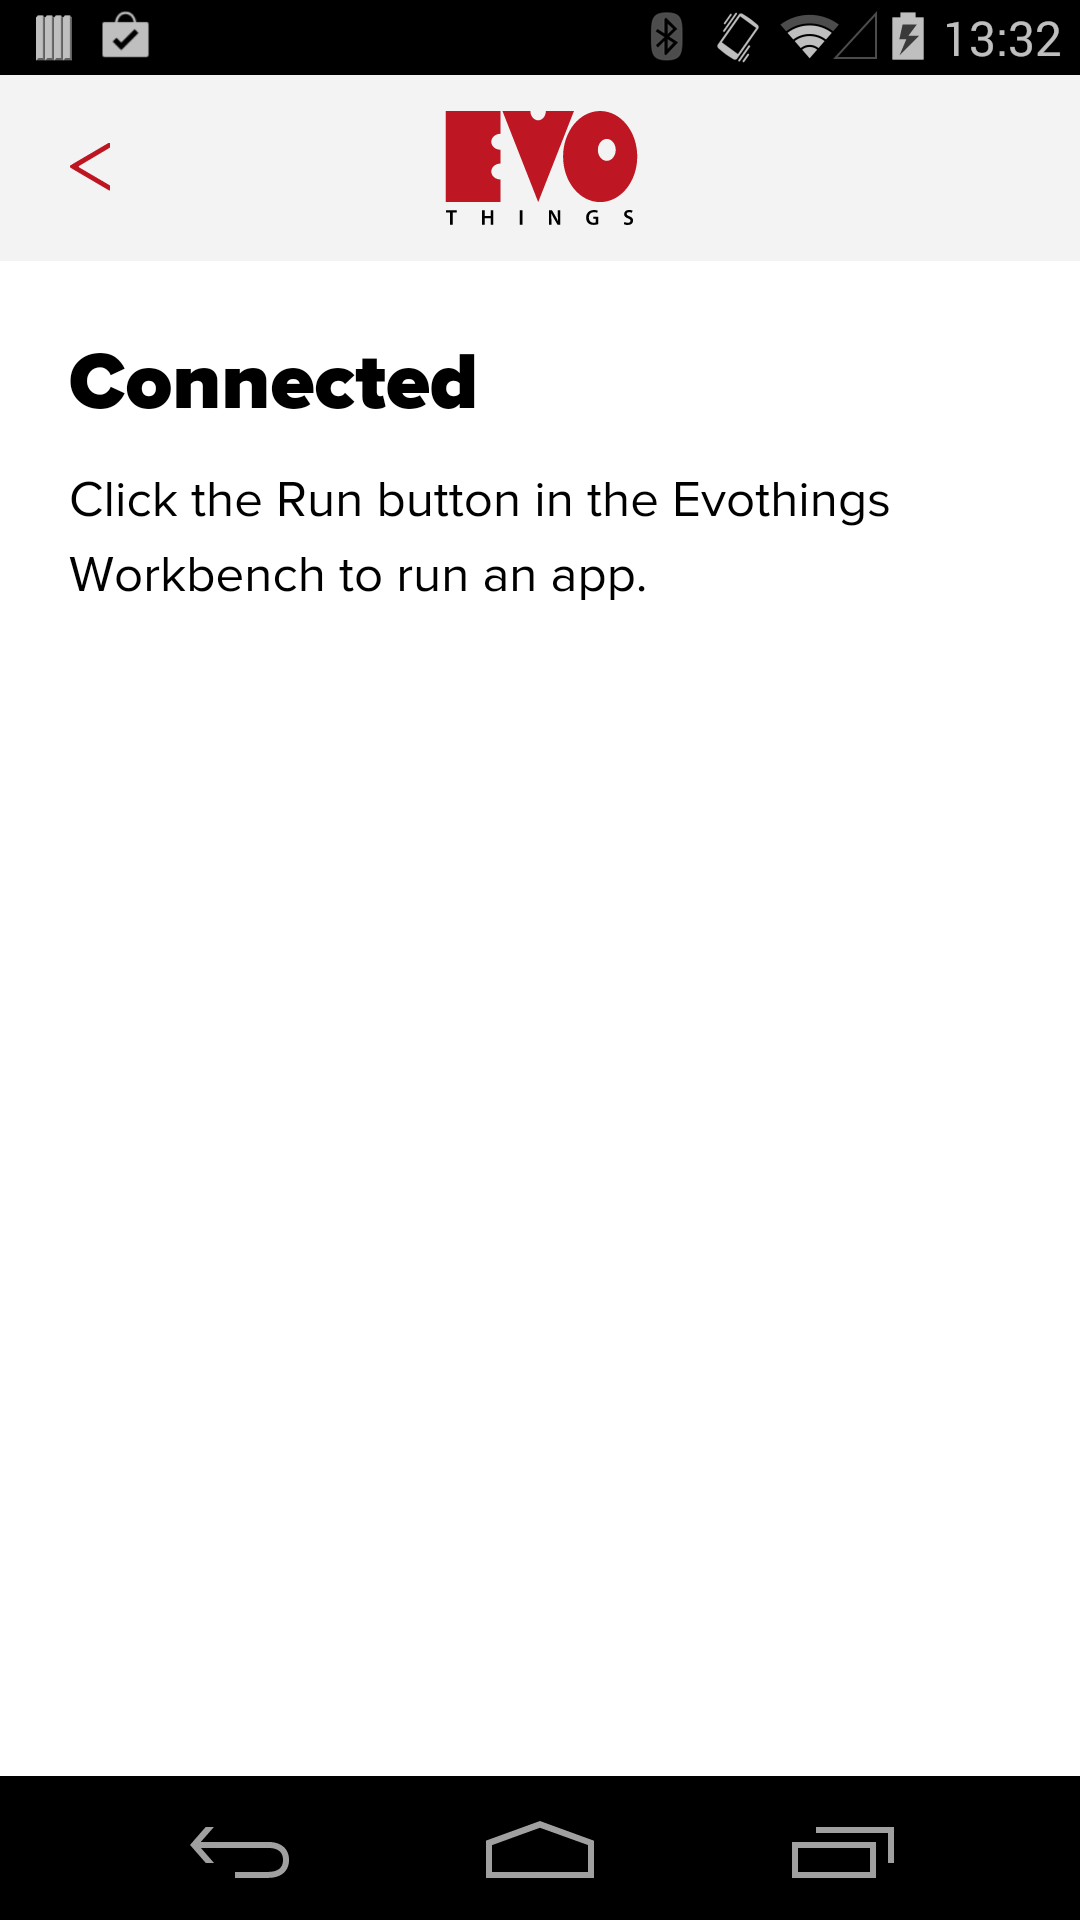 13:32
EVO
THINGS
<
Connected
Click the Run button in the Evothings
Workbench to run an app.